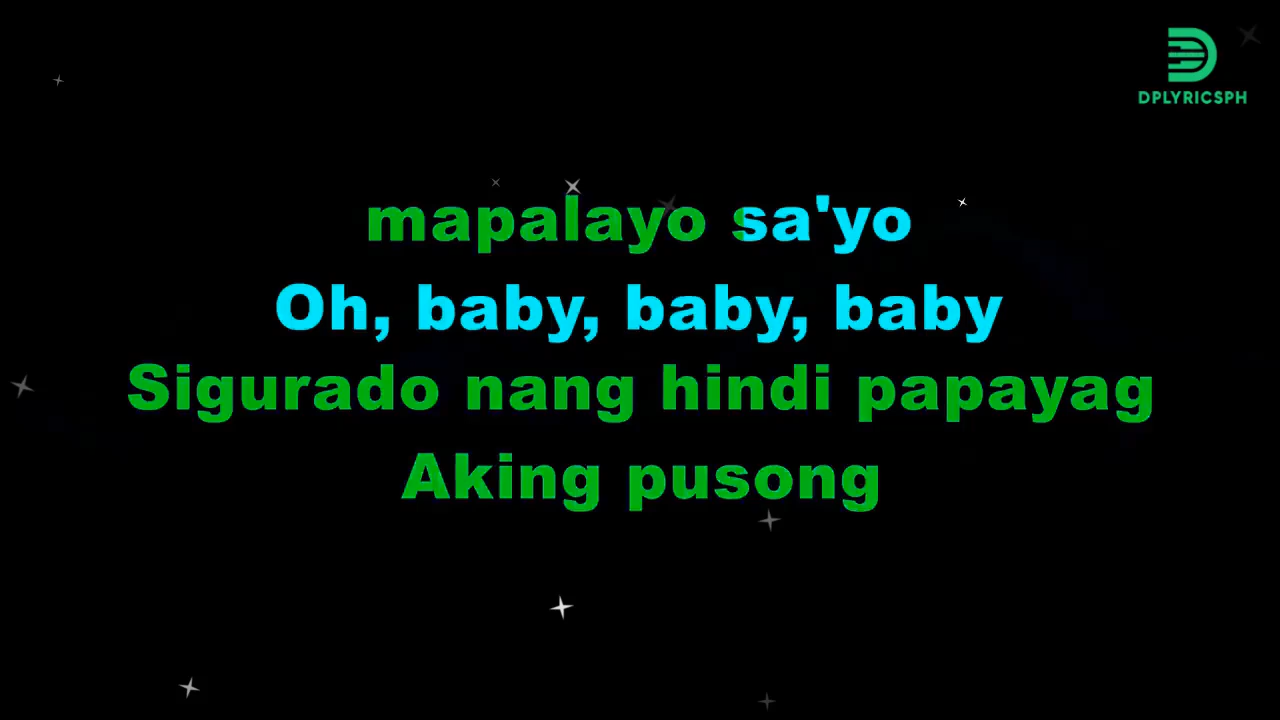 DPLYRICSPH
mapalayo sa'yo
Oh, baby, baby, baby
Sigurado nang hindi papayag
Aking pusong